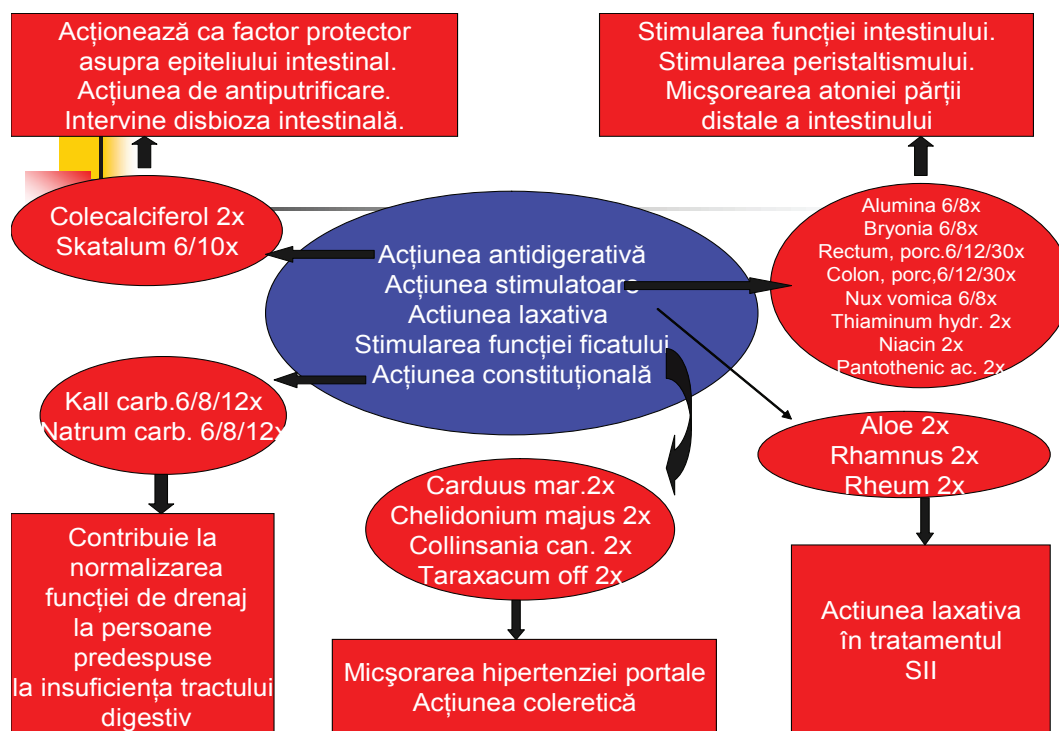 Acționează ca factor protector
asupra epiteliului intestinal.
Acțiunea de antiputrificare.
Intervine disbioza intestinală.
Stimularea funcției intestinului.
Stimularea peristaltismului.
Micşorearea atoniei părții
distale a intestinului
Colecalciferol 2x
Skatalum 6/10x
Acțiunea antidigerativă
Acțiunea stimulatoare
Actiunea laxativa
Stimularea funcției ficatului
Acțiunea constituțională
Alumina 6/8x
Bryonia 6/8x
Rectum, porc.6/12/30x
Colon, porc,6/12/30x
Nux vomica 6/8x
Thiaminum hydr. 2x
Niacin 2x
Pantothenic ac. 2x
Kall carb.6/8/12x
Natrum carb. 6/8/12x
Carduus mar.2x
Chelidonium majus 2x
Collinsania can. 2x
Taraxacum off 2x
Aloe 2x
Rhamnus 2x
Rheum 2x
Contribuie la
normalizarea
funcției de drenaj
la persoane
predespuse
la insuficiența tractului
digestiv
Micşorarea hipertenziei portale
Acțiunea coleretică
Actiunea laxativa
în tratamentul
SII